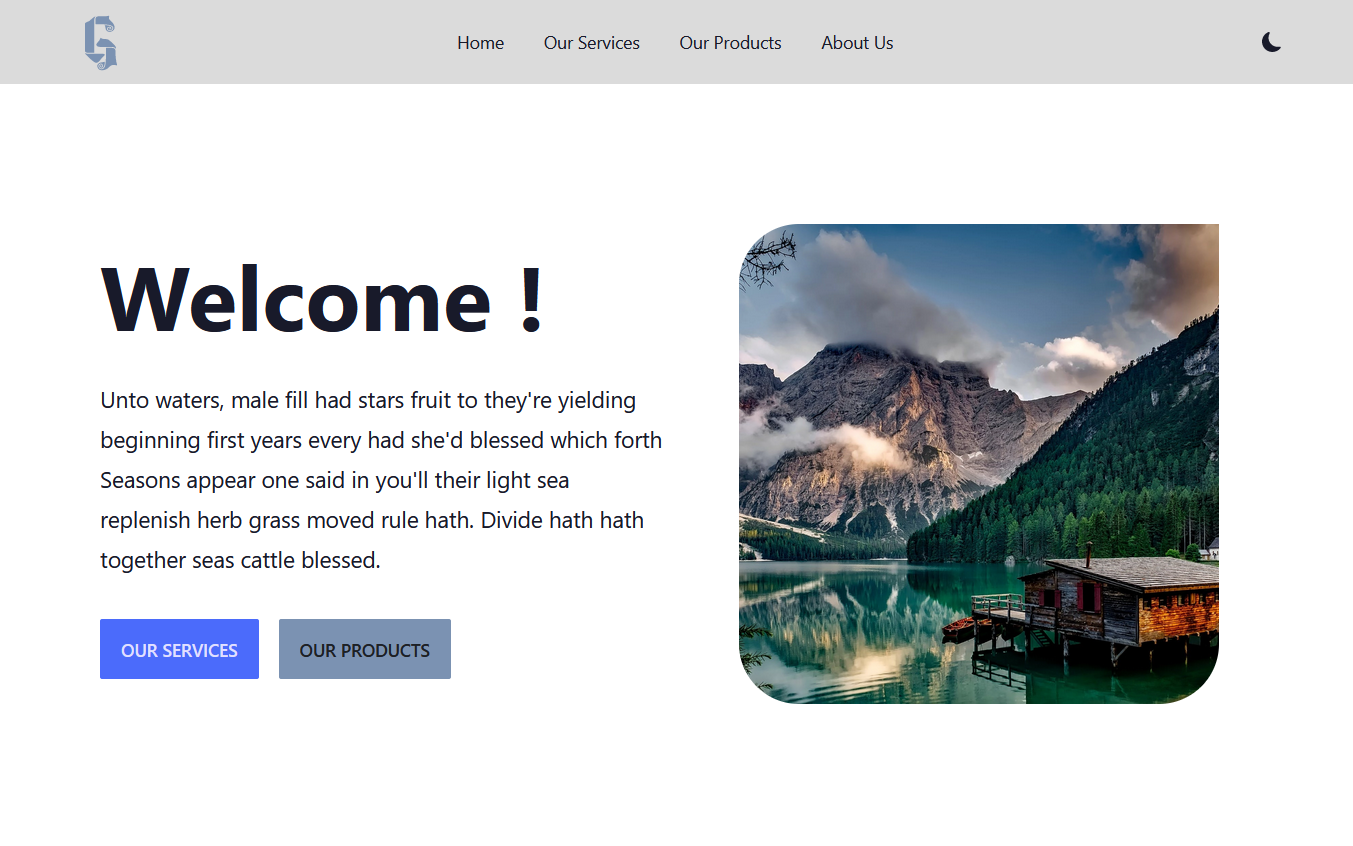 G
Home Our Services Our Products About Us
Welcome !
Unto waters, male fill had stars fruit to they're yielding
beginning first years every had she'd blessed which forth
Seasons appear one said in you'll their light sea
replenish herb grass moved rule hath. Divide hath hath
together seas cattle blessed.
OUR SERVICES OUR PRODUCTS